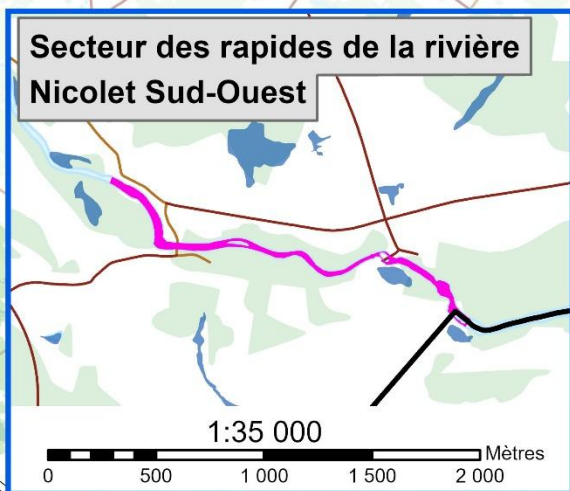 Secteur des rapides de la rivière
Nicolet Sud-Ouest
1:35 000
Mètres
0 500 1 000 1 500 2 000